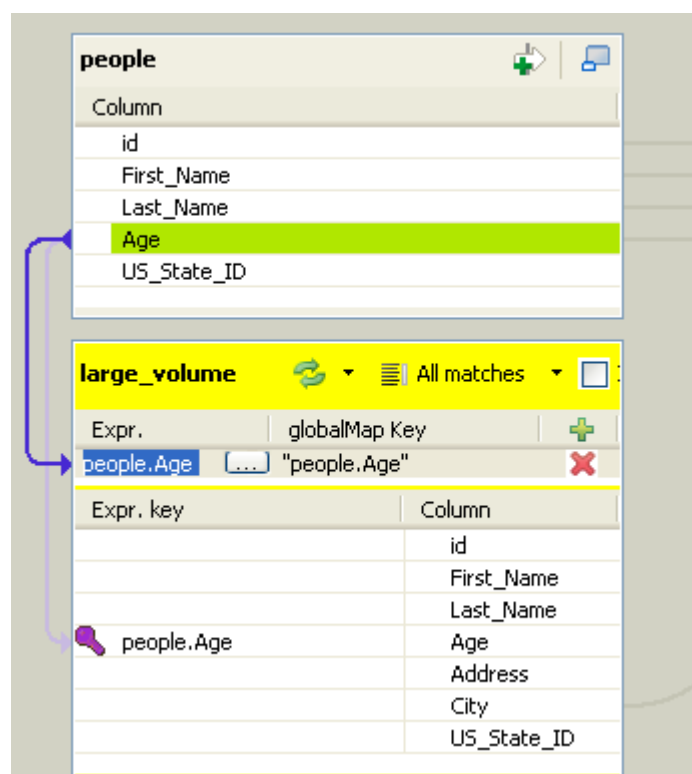 people
Column
id
First_Name
Last_Name
Age
US_State_ID
large_volume All matches
Expr. globalMap Key
people.Age ... "people.Age"
Expr. key Column
id
First_Name
Last_Name
people.Age Age
Address
City
US_State_ID